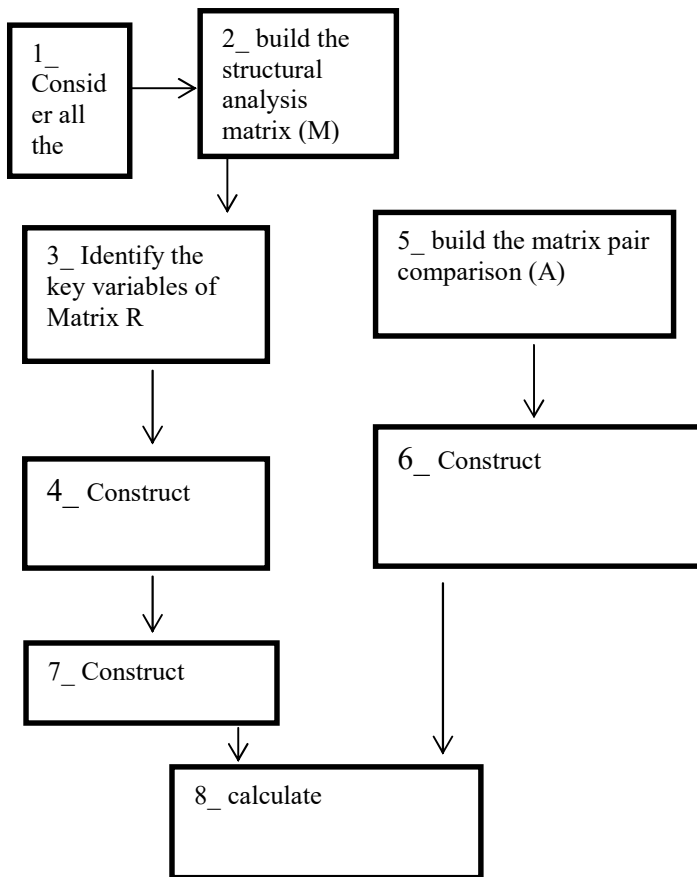 1_
Consid
er all
the
2_ build the
structural
analysis
matrix (M)
3_ Identify the
key variables of
Matrix R
5_ build the matrix pair
comparison (A)
4_ Construct
6_ Construct
7_ Construct
8_ calculate